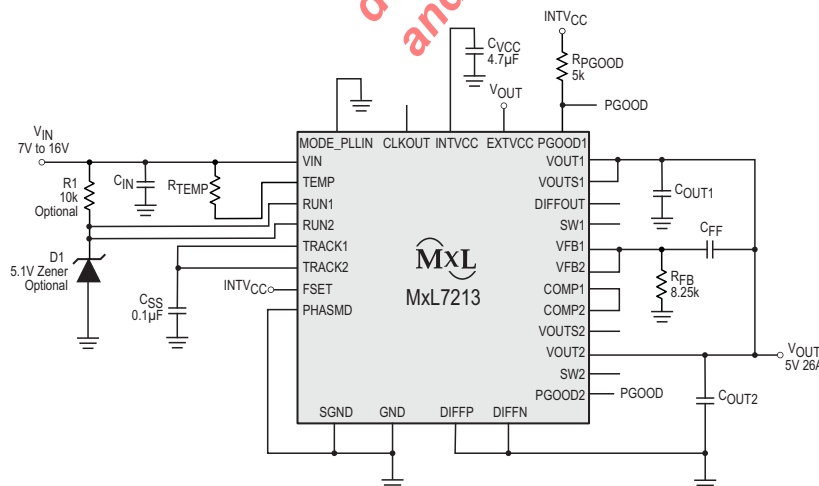 d
and
INTVCC
CVCC
4.7µF
RPGOOD
5k
VOUT
PGOOD
VIN
7V to 16V
MODE_PLLIN CLKOUT INTVCC EXTVCC PGOOD1
VIN
VOUT1
R1
10k
Optional
CIN
RTEMP
TEMP
VOUTS1
COUT1
RUN1
DIFFOUT
RUN2
SW1
CFF
TRACK1
VFB1
D1
5.1V Zener
Optional
MxL
TRACK2
VFB2
RFB
8.25k
INTVCC
FSET
COMP1
MxL7213
CSS
0.1µF
PHASMD
COMP2
VOUTS2
VOUT2
VOUT
5V 26A
SW2
COUT2
PGOOD2
PGOOD
SGND GND DIFFP DIFFN